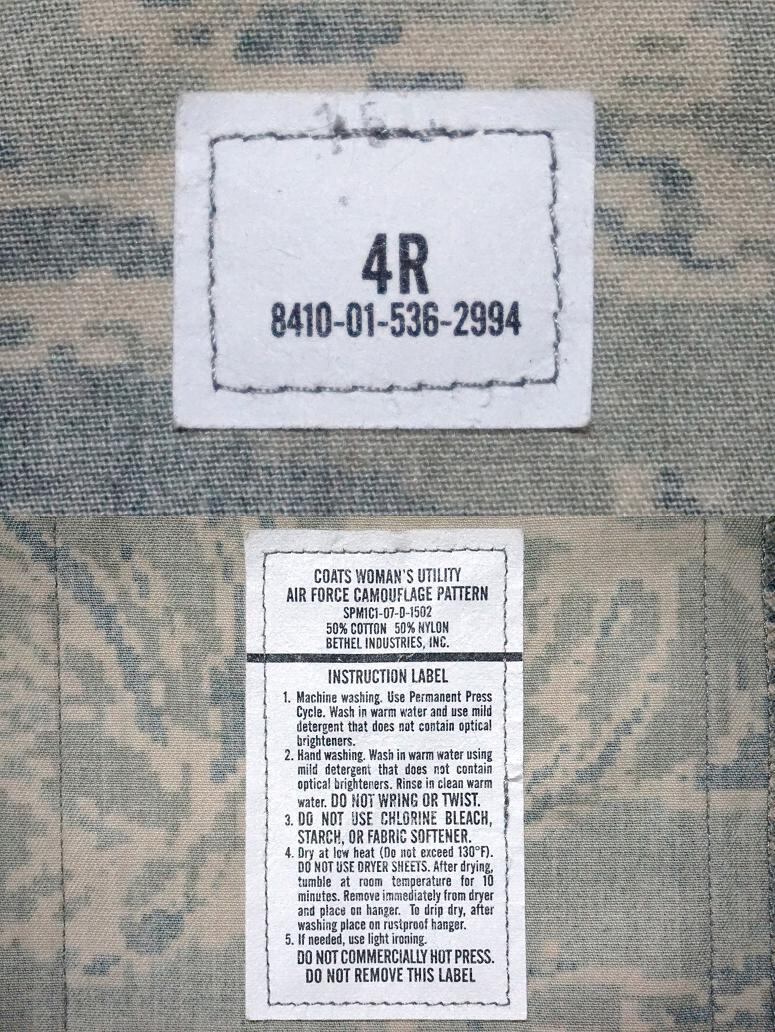 4R
8410-01-536-2994
COATS WOMAN'S UTILITY
AIR FORCE CAMOUFLAGE PATTERN
SPM1C1-07-D-1502
50% COTTON 50% NYLON
BETHEL INDUSTRIES, INC.
INSTRUCTION LABEL
1. Machine washing. Use Permanent Press
Cycle. Wash in warm water and use mild
detergent that does not contain optical
brighteners.
2. Hand washing. Wash in warm water using
mild detergent that does not contain
optical brighteners. Rinse in clean warm
water. DO NOT WRING OR TWIST.
3. DO NOT USE CHLORINE BLEACH,
STARCH, OR FABRIC SOFTENER.
4. Dry at low heat (Do not exceed 130°F).
DO NOT USE DRYER SHEETS. After drying,
tumble at room temperature for 10
minutes. Remove immediately from dryer
and place on hanger. To drip dry, after
washing place on rustproof hanger.
5. If needed, use light ironing.
DO NOT COMMERCIALLY HOT PRESS.
DO NOT REMOVE THIS LABEL